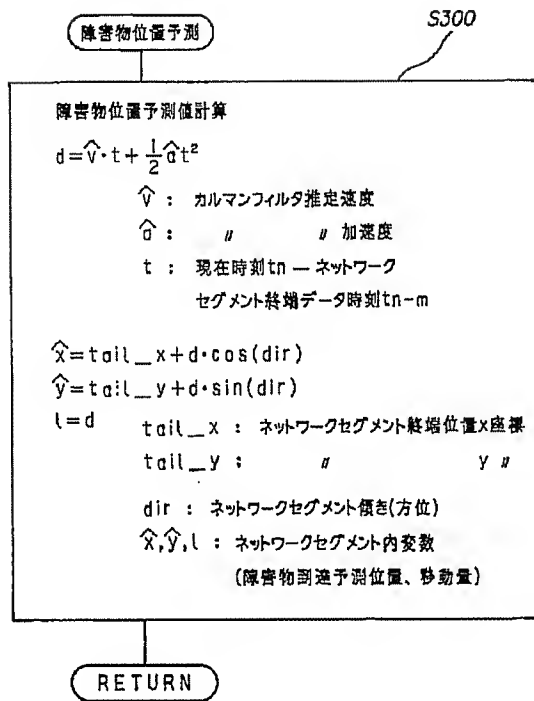 S300
障害物位置予測
障害物位置予測値計算
d=v̂・t+½ât²
v̂ : カルマンフィルタ推定速度
â : 〃 〃 加速度
t : 現在時刻tn — ネットワーク
セグメント終端データ時刻tn-m
x̂=tail_x+d・cos(dir)
ŷ=tail_y+d・sin(dir)
l=d
tail_x : ネットワークセグメント終端位置x座標
tail_y : 〃 y 〃
dir : ネットワークセグメント傾き(方位)
x̂,ŷ,l : ネットワークセグメント内変数
(障害物到達予測位置、移動量)
RETURN